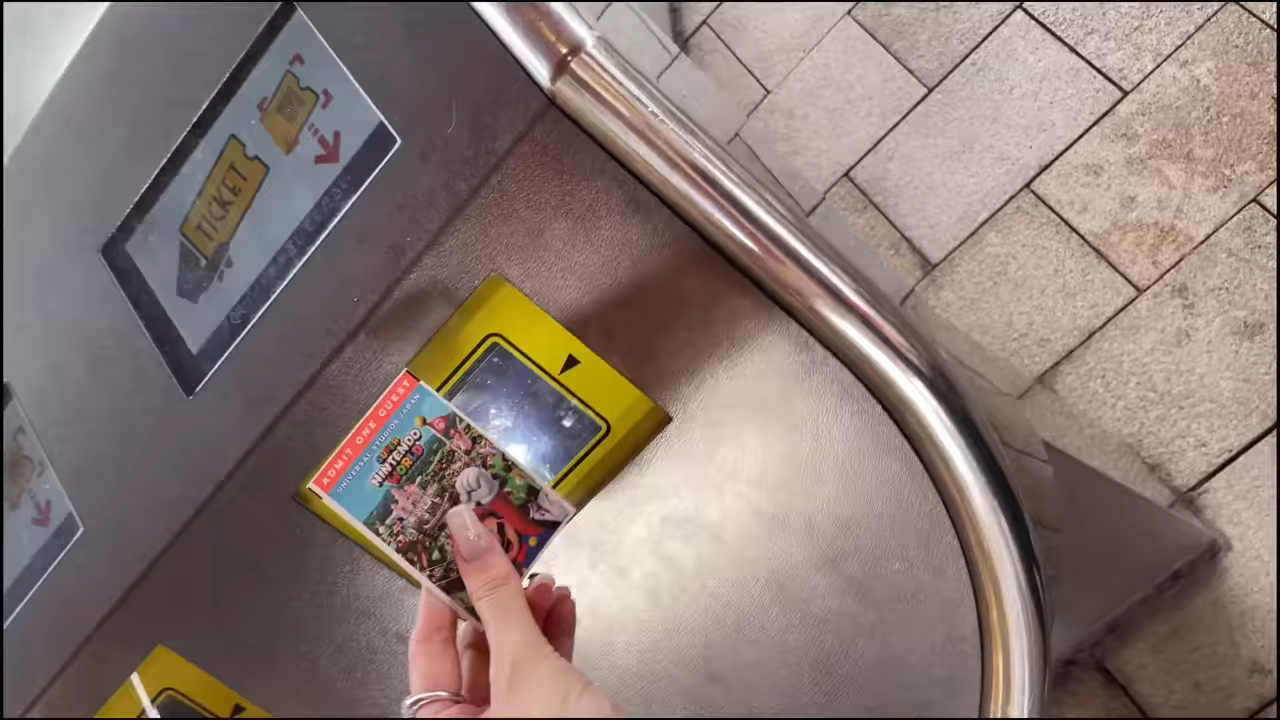 TICKET
ADMIT ONE GUEST
UNIVERSAL STUDIOS JAPAN
SUPER
NINTENDO
WORLD